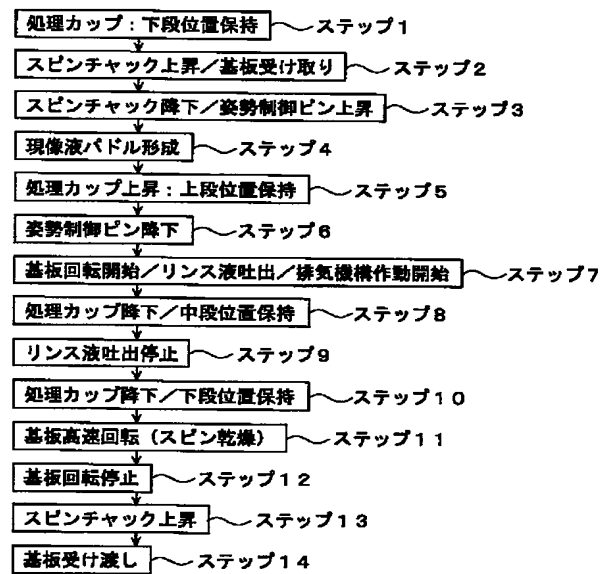 処理カップ：下段位置保持 ステップ１
スピンチャック上昇／基板受け取り ステップ２
スピンチャック降下／姿勢制御ピン上昇 ステップ３
現像液パドル形成 ステップ４
処理カップ上昇：上段位置保持 ステップ５
姿勢制御ピン降下 ステップ６
基板回転開始／リンス液吐出／排気機構作動開始 ステップ７
処理カップ降下／中段位置保持 ステップ８
リンス液吐出停止 ステップ９
処理カップ降下／下段位置保持 ステップ１０
基板高速回転（スピン乾燥） ステップ１１
基板回転停止 ステップ１２
スピンチャック上昇 ステップ１３
基板受け渡し ステップ１４